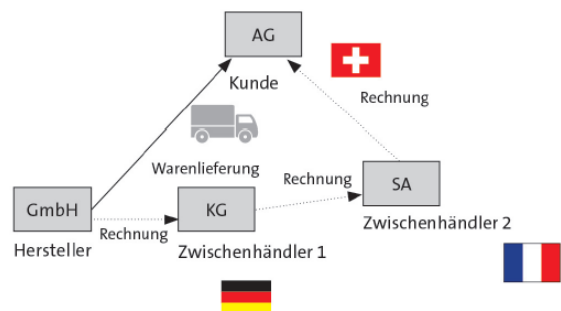 AG
Kunde
Rechnung
Warenlieferung
Rechnung
SA
GmbH
KG
Zwischenhändler 2
Rechnung
Hersteller
Zwischenhändler 1